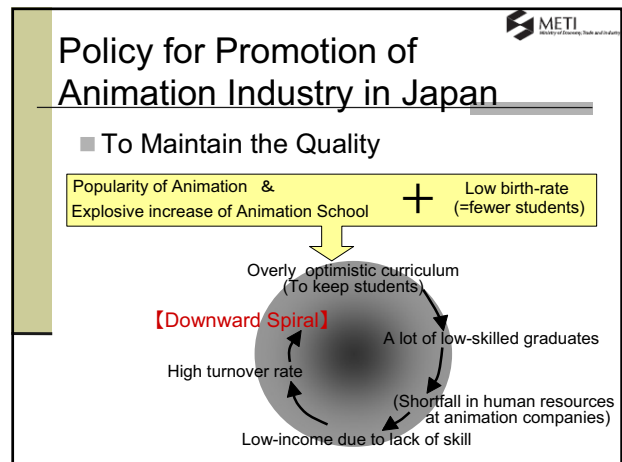 METI
Ministry of Economy, Trade and Industry
Policy for Promotion of
Animation Industry in Japan
To Maintain the Quality
Popularity of Animation &
Explosive increase of Animation School
+
Low birth-rate
(=fewer students)
Overly optimistic curriculum
(To keep students)
【Downward Spiral】
A lot of low-skilled graduates
High turnover rate
(Shortfall in human resources
at animation companies)
Low-income due to lack of skill